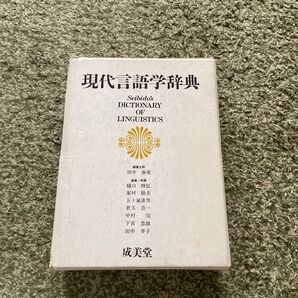 現代言語学辞典
Seibido's
DICTIONARY
OF
LINGUISTICS
編集主幹
田中 春美
編集・執筆
樋口 時弘
家村 睦夫
五十嵐康男
倉又 浩一
中村 完
下宮 忠雄
田中 幸子
成美堂